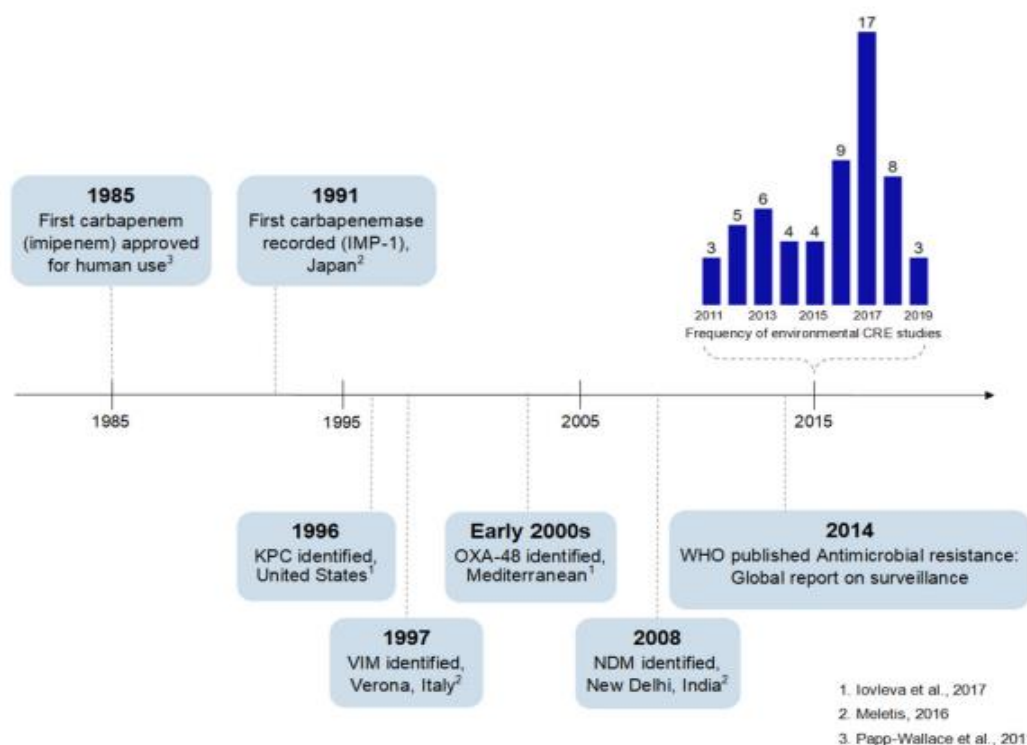 17
9
8
6
5
4
4
3
3
2011
2013
2015
2017
2019
Frequency of environmental CRE studies
1985
First carbapenem
(imipenem) approved
for human use³
1991
First carbapenemase
recorded (IMP-1),
Japan²
1985
1995
2005
2015
1996
KPC identified,
United States¹
Early 2000s
OXA-48 identified,
Mediterranean¹
2014
WHO published Antimicrobial resistance:
Global report on surveillance
1997
VIM identified,
Verona, Italy²
2008
NDM identified,
New Delhi, India²
1. Iovleva et al., 2017
2. Meletis, 2016
3. Papp-Wallace et al., 201